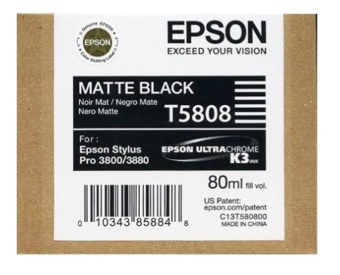 Genuine Epson
EPSON
EPSON
EXCEED YOUR VISION
MATTE BLACK
Noir Mat / Negro Mate
Nero Matte
T5808
For :
Epson Stylus
Pro 3800/3880
EPSON ULTRACHROME
K3 INK
80ml fill vol.
US Patent:
epson.com/patent
C13T580800
MADE IN CHINA
0 10343 85884 8